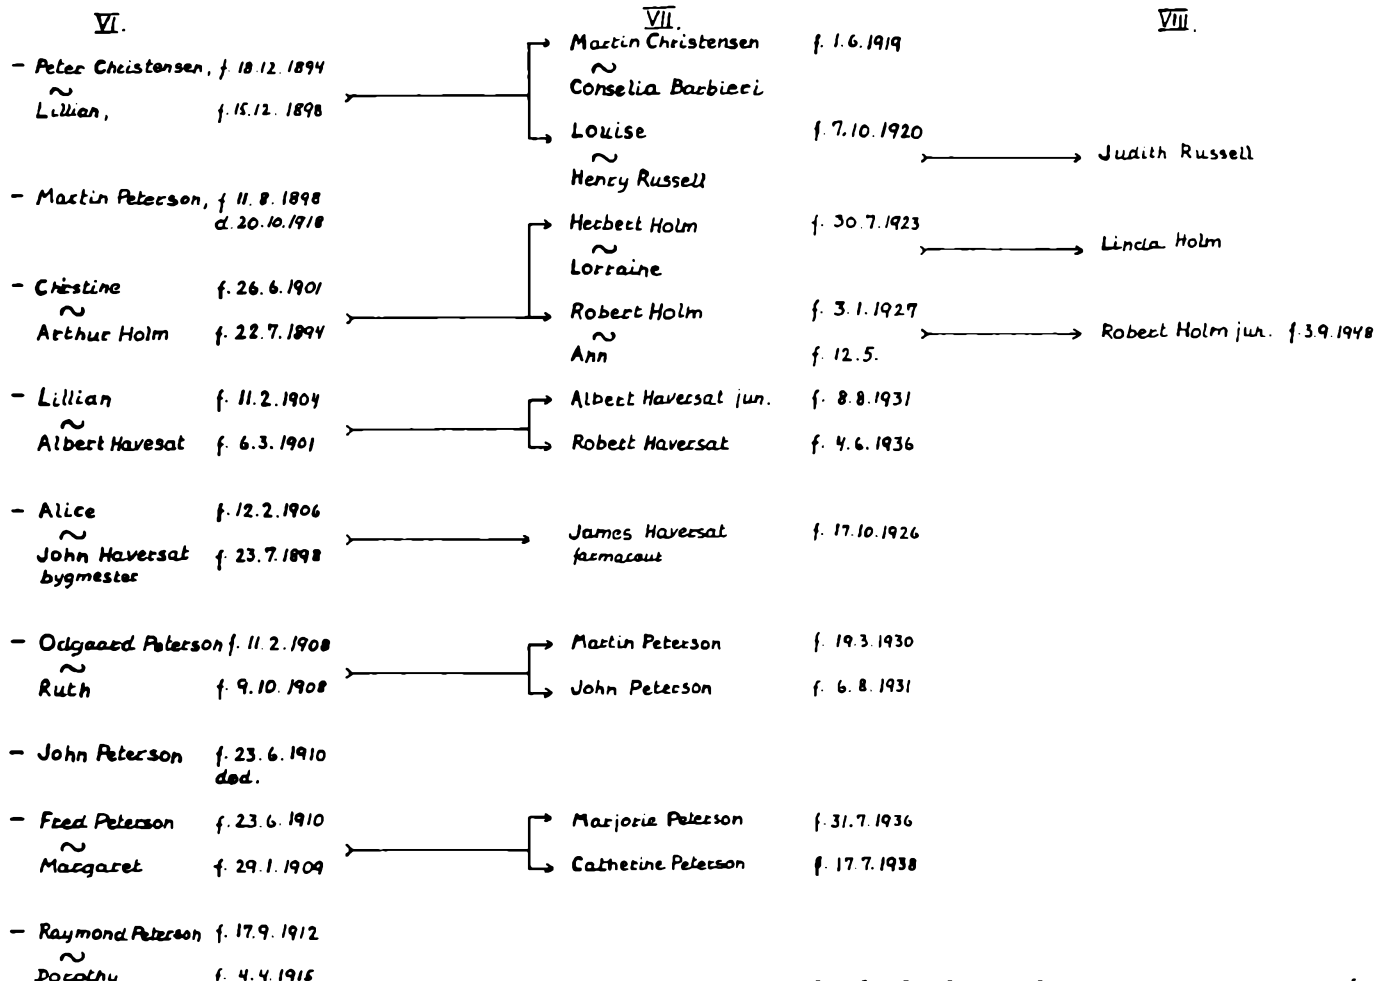 VI.
VII.
VIII.
- Peter Christensen, f. 18.12.1894
~
Lillian, f. 15.12.1898
Martin Christensen f. 1.6.1919
~
Conselia Barbieri
Louise f. 7.10.1920
~
Henry Russell
Judith Russell
- Martin Peterson, f 11.8.1898
d. 20.10.1918
- Christine f. 26.6.1901
~
Arthur Holm f. 22.7.1894
Herbert Holm f. 30.7.1923
~
Lorraine
Linda Holm
Robert Holm f. 3.1.1927
~
Ann f. 12.5.
Robert Holm jun. f. 3.9.1948
- Lillian f. 11.2.1904
~
Albert Havesat f. 6.3.1901
Albert Haversat jun. f. 8.8.1931
Robert Haversat f. 4.6.1936
- Alice f. 12.2.1906
~
John Haversat f. 23.7.1898
bygmester
James Haversat f. 17.10.1926
farmaceut
- Odgaard Peterson f. 11.2.1908
~
Ruth f. 9.10.1908
Martin Peterson f. 19.3.1930
John Peterson f. 6.8.1931
- John Peterson f. 23.6.1910
død.
- Fred Peterson f. 23.6.1910
~
Margaret f. 29.1.1909
Marjorie Peterson f. 31.7.1936
Catherine Peterson f. 17.7.1938
- Raymond Peterson f. 17.9.1912
~
Dorothy f. 4.4.1915